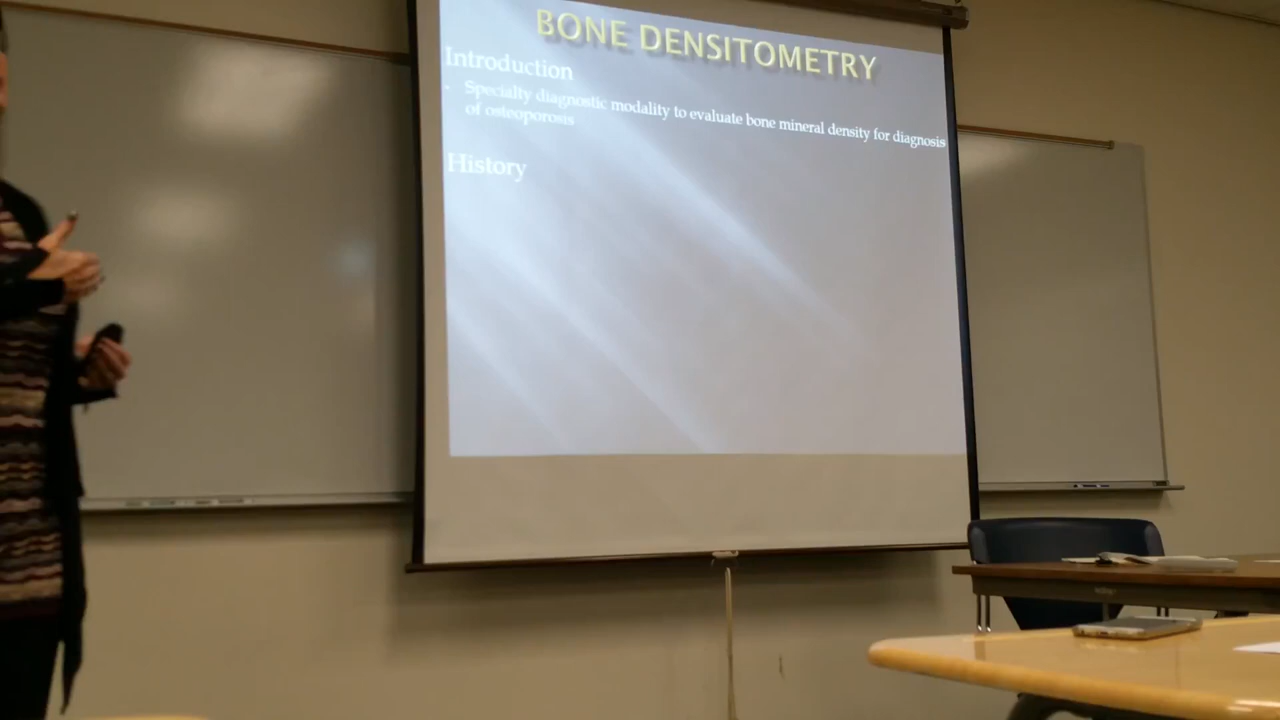 BONE DENSITOMETRY
Introduction
• Specialty diagnostic modality to evaluate bone mineral density for diagnosis
of osteoporosis
History